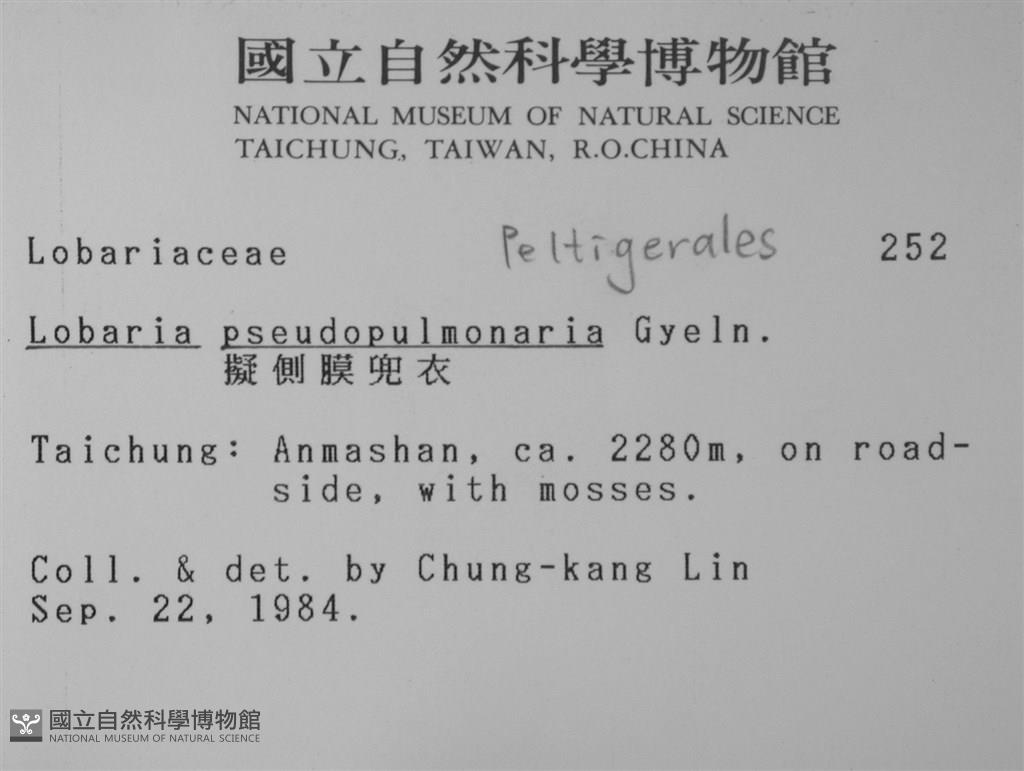 國立自然科學博物館
NATIONAL MUSEUM OF NATURAL SCIENCE
TAICHUNG, TAIWAN, R.O.CHINA
Lobariaceae Peltigerales 252
Lobaria pseudopulmonaria Gyeln.
擬側膜兜衣
Taichung: Anmashan, ca. 2280m, on road-
side, with mosses.
Coll. & det. by Chung-kang Lin
Sep. 22, 1984.
國立自然科學博物館
NATIONAL MUSEUM OF NATURAL SCIENCE